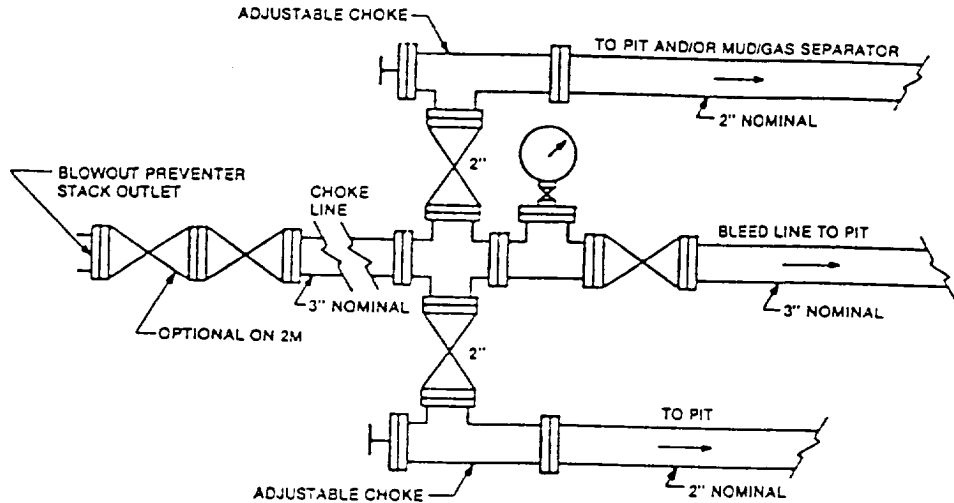 ADJUSTABLE CHOKE
TO PIT AND/OR MUD/GAS SEPARATOR
2" NOMINAL
2"
BLOWOUT PREVENTER
STACK OUTLET
CHOKE
LINE
BLEED LINE TO PIT
3" NOMINAL
3" NOMINAL
OPTIONAL ON 2M
2"
TO PIT
ADJUSTABLE CHOKE
2" NOMINAL